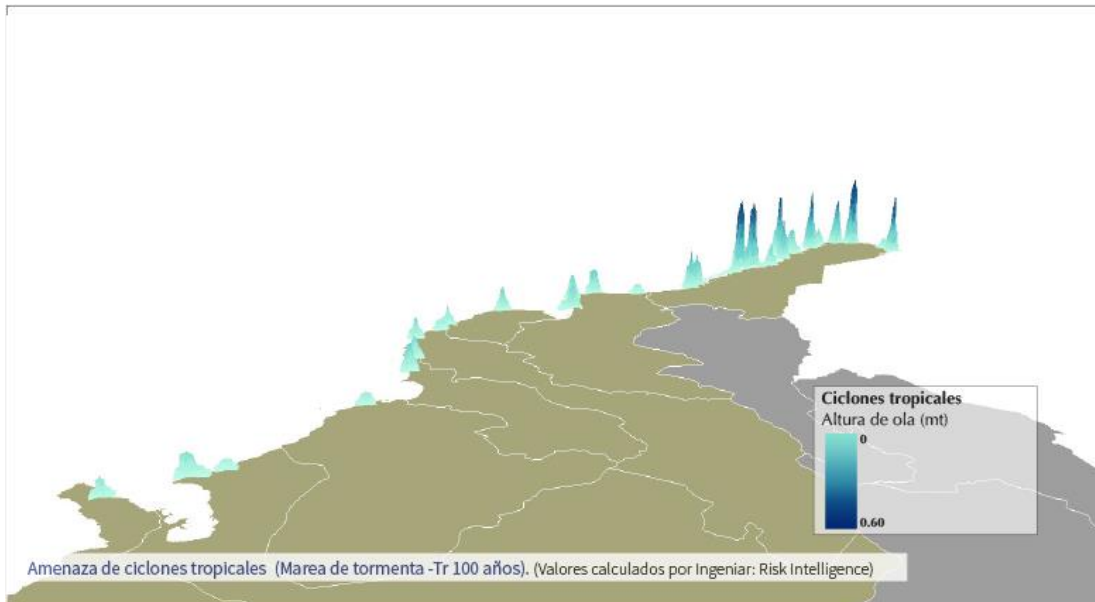 Ciclones tropicales
Altura de ola (mt)
0
0.60
Amenaza de ciclones tropicales (Marea de tormenta -Tr 100 años). (Valores calculados por Ingeniar: Risk Intelligence)